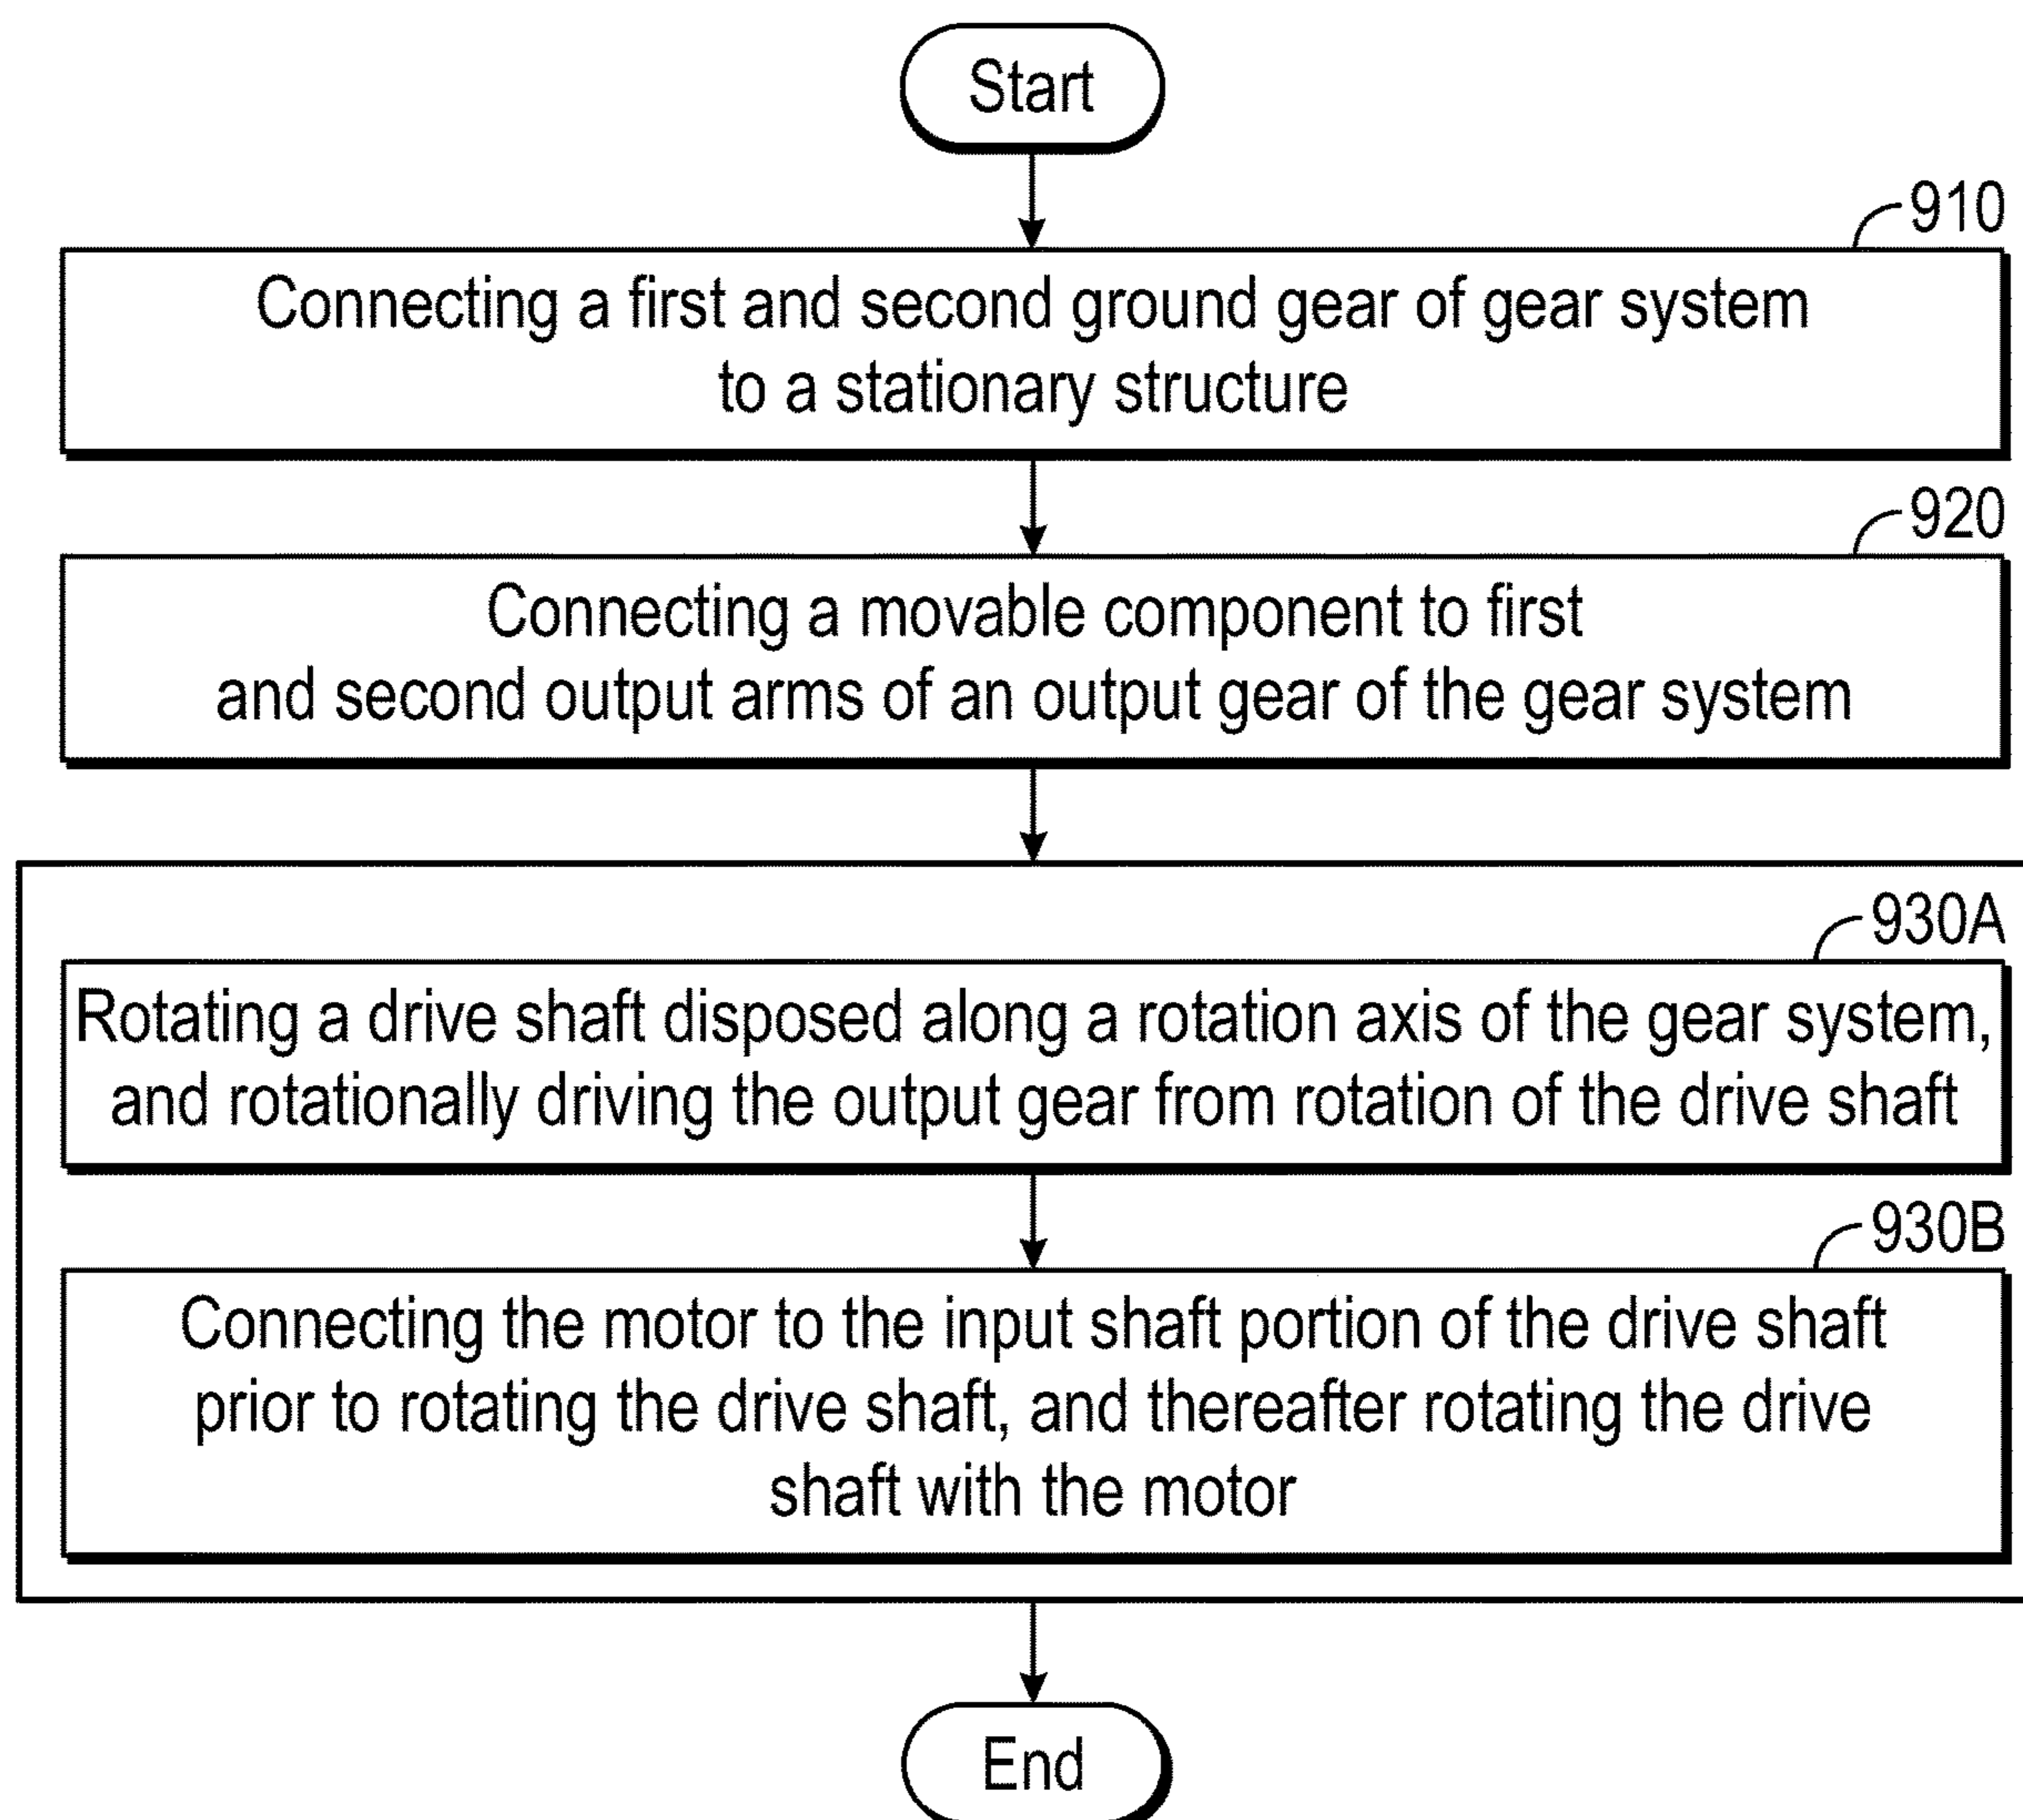 Start
910
Connecting a first and second ground gear of gear system
to a stationary structure
920
Connecting a movable component to first
and second output arms of an output gear of the gear system
930A
Rotating a drive shaft disposed along a rotation axis of the gear system,
and rotationally driving the output gear from rotation of the drive shaft
930B
Connecting the motor to the input shaft portion of the drive shaft
prior to rotating the drive shaft, and thereafter rotating the drive
shaft with the motor
End